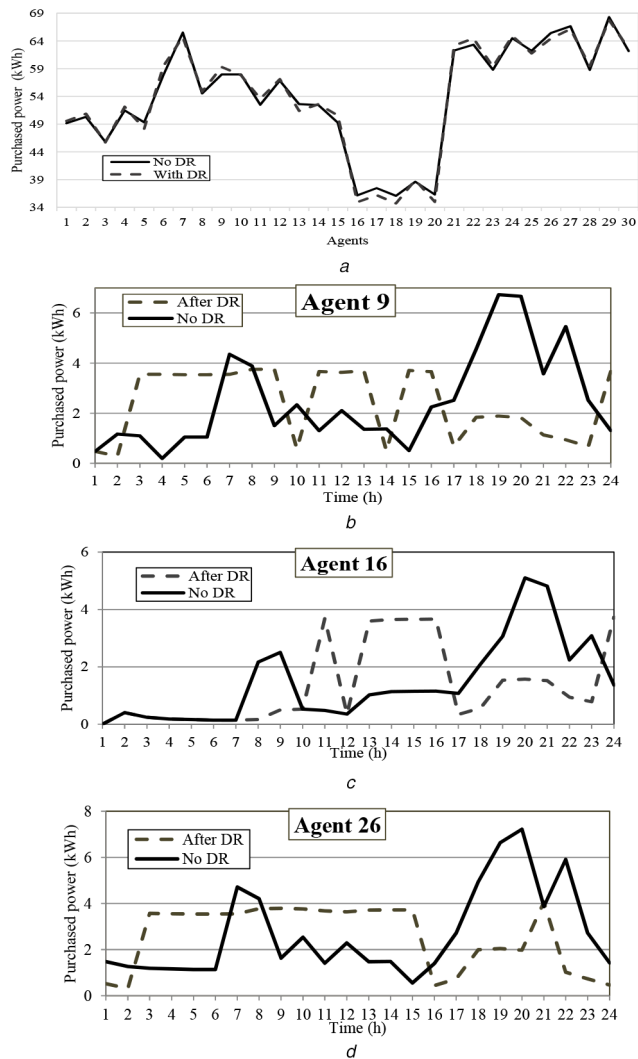 69
64
59
54
49
44
39
34
Purchased power (kWh)
No DR
With DR
1 2 3 4 5 6 7 8 9 10 11 12 13 14 15 16 17 18 19 20 21 22 23 24 25 26 27 28 29 30
Agents
a
Agent 9
After DR
No DR
6
4
2
0
Purchased power (kWh)
1 2 3 4 5 6 7 8 9 10 11 12 13 14 15 16 17 18 19 20 21 22 23 24
Time (h)
b
Agent 16
After DR
No DR
6
4
2
0
Purchased power (kWh)
1 2 3 4 5 6 7 8 9 10 11 12 13 14 15 16 17 18 19 20 21 22 23 24
Time (h)
c
Agent 26
After DR
No DR
8
6
4
2
0
Purchased power (kWh)
1 2 3 4 5 6 7 8 9 10 11 12 13 14 15 16 17 18 19 20 21 22 23 24
Time (h)
d